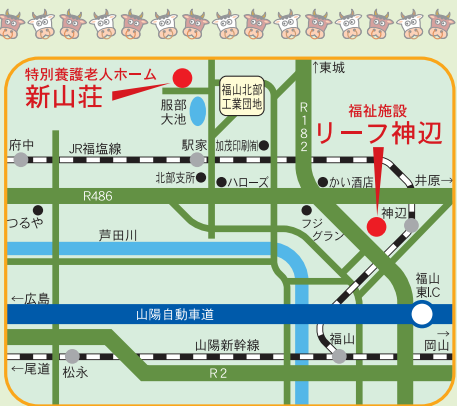 特別養護老人ホーム
新山荘
↑東城
福山北部
工業団地
服部
大池
R182
福祉施設
リーフ神辺
府中
JR福塩線
駅家
加茂印刷㈲
北部支所
ハローズ
かい酒店
井原→
R486
つるや
芦田川
フジ
グラン
神辺
福山
東I.C
←広島
山陽自動車道
→
岡山
山陽新幹線
福山
←尾道
松永
R2